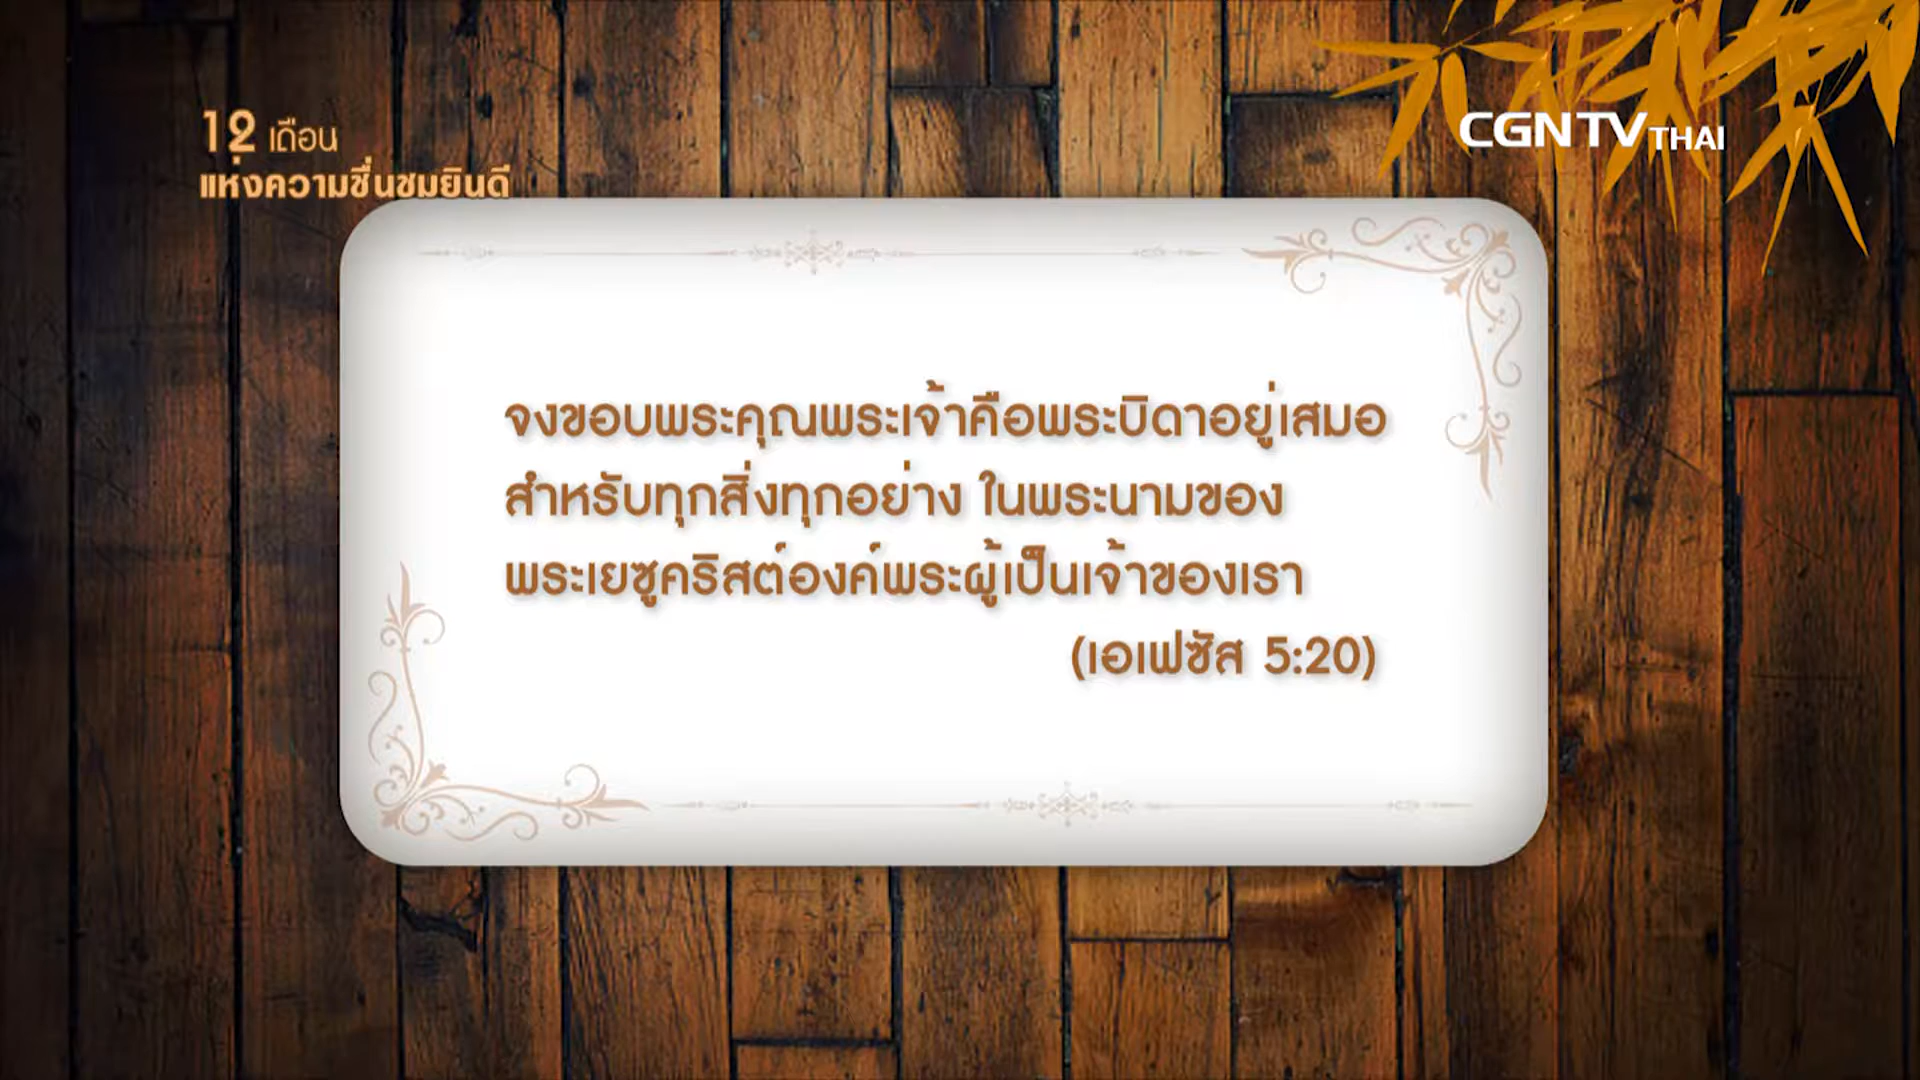 12 เดือน
แห่งความชื่นชมยินดี
CGNTV THAI
จงขอบพระคุณพระเจ้าคือพระบิดาอยู่เสมอ
สำหรับทุกสิ่งทุกอย่าง ในพระนามของ
พระเยซูคริสต์องค์พระผู้เป็นเจ้าของเรา
(เอเฟซัส 5:20)